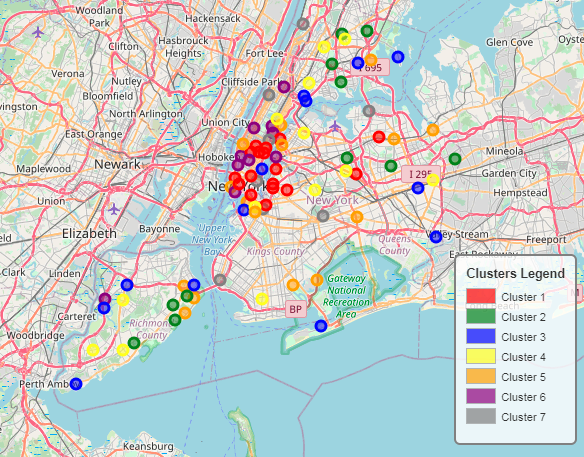 Woodland
Park
Hackensack
Clifton
Hasbrouck
Heights
Fort Lee
Glen Cove
I 695
Verona
Nutley
Bloomfield
Cliffside Park
North Arlington
Union City
East Orange
Newark
Hoboken
Mineola
Maplewood
I 295
Garden City
New York
New York
Hempstead
Union
Elizabeth
Bayonne
Upper
New York
Bay
Kings County
Queens
County
Valley Stream
Freeport
East Rockaway
Clark
Linden
Gateway
National
Recreation
Area
BP
Carteret
Richmond
County
Woodbridge
Perth Amboy
Keansburg
Clusters Legend
Cluster 1
Cluster 2
Cluster 3
Cluster 4
Cluster 5
Cluster 6
Cluster 7